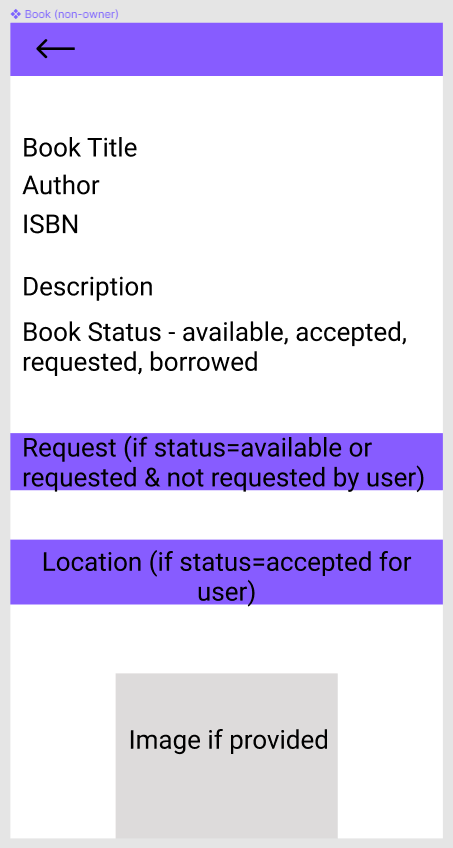 Book (non-owner)
Book Title
Author
ISBN
Description
Book Status - available, accepted,
requested, borrowed
Request (if status=available or
requested & not requested by user)
Location (if status=accepted for
user)
Image if provided